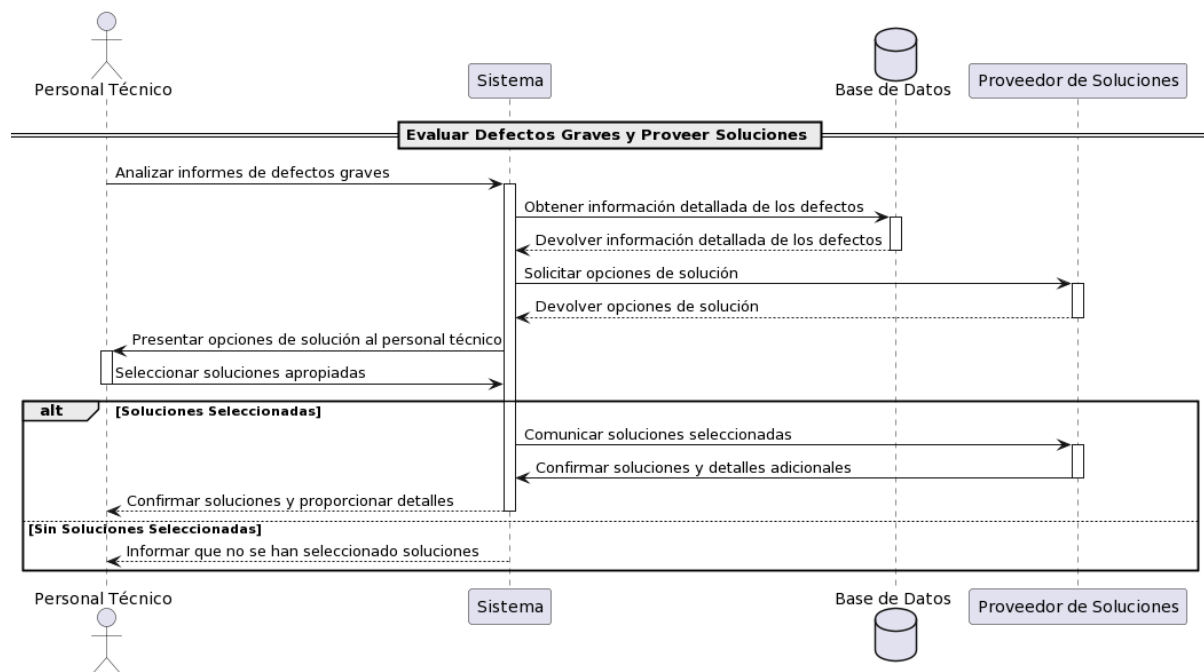 Personal Técnico
Sistema
Base de Datos
Proveedor de Soluciones
Evaluar Defectos Graves y Proveer Soluciones
Analizar informes de defectos graves
Obtener información detallada de los defectos
Devolver información detallada de los defectos
Solicitar opciones de solución
Devolver opciones de solución
Presentar opciones de solución al personal técnico
Seleccionar soluciones apropiadas
alt
[Soluciones Seleccionadas]
Comunicar soluciones seleccionadas
Confirmar soluciones y detalles adicionales
Confirmar soluciones y proporcionar detalles
[Sin Soluciones Seleccionadas]
Informar que no se han seleccionado soluciones
Personal Técnico
Sistema
Base de Datos
Proveedor de Soluciones